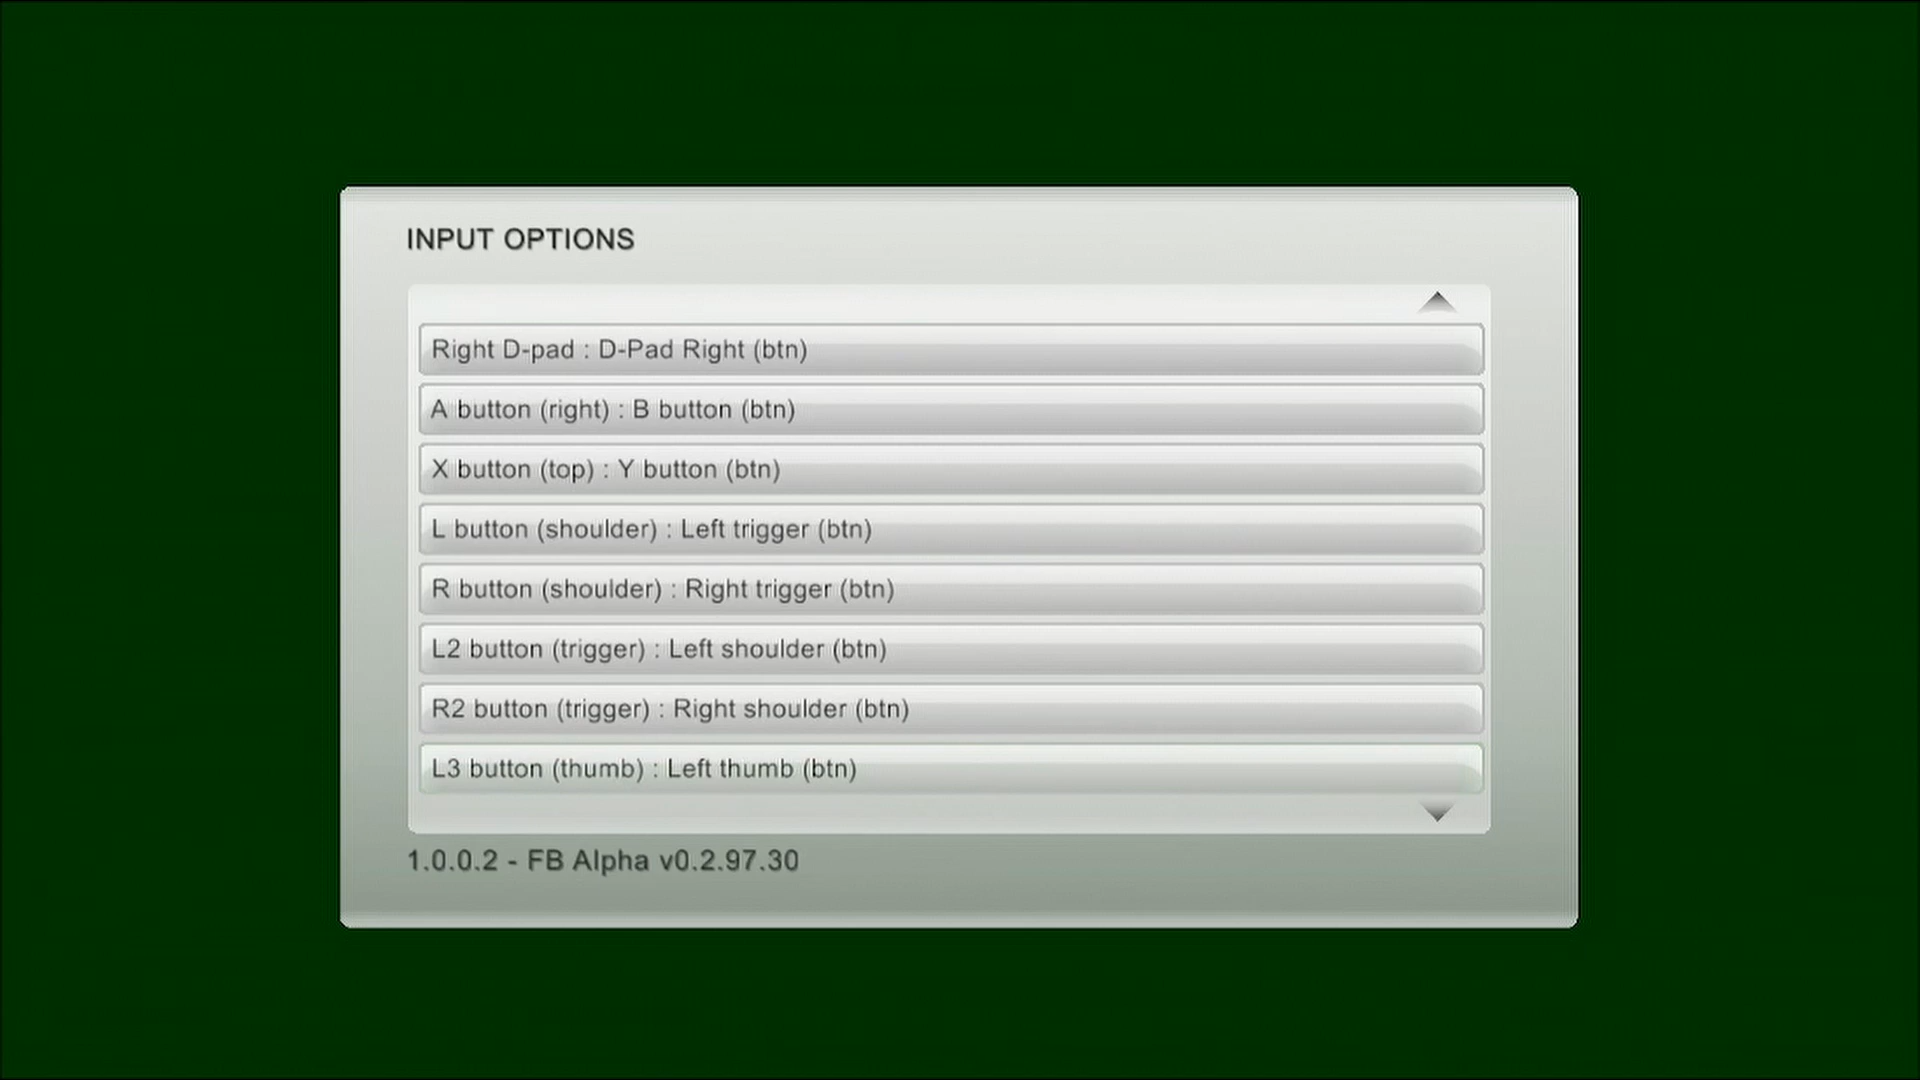 INPUT OPTIONS
Right D-pad : D-Pad Right (btn)
A button (right) : B button (btn)
X button (top) : Y button (btn)
L button (shoulder) : Left trigger (btn)
R button (shoulder) : Right trigger (btn)
L2 button (trigger) : Left shoulder (btn)
R2 button (trigger) : Right shoulder (btn)
L3 button (thumb) : Left thumb (btn)
1.0.0.2 - FB Alpha v0.2.97.30